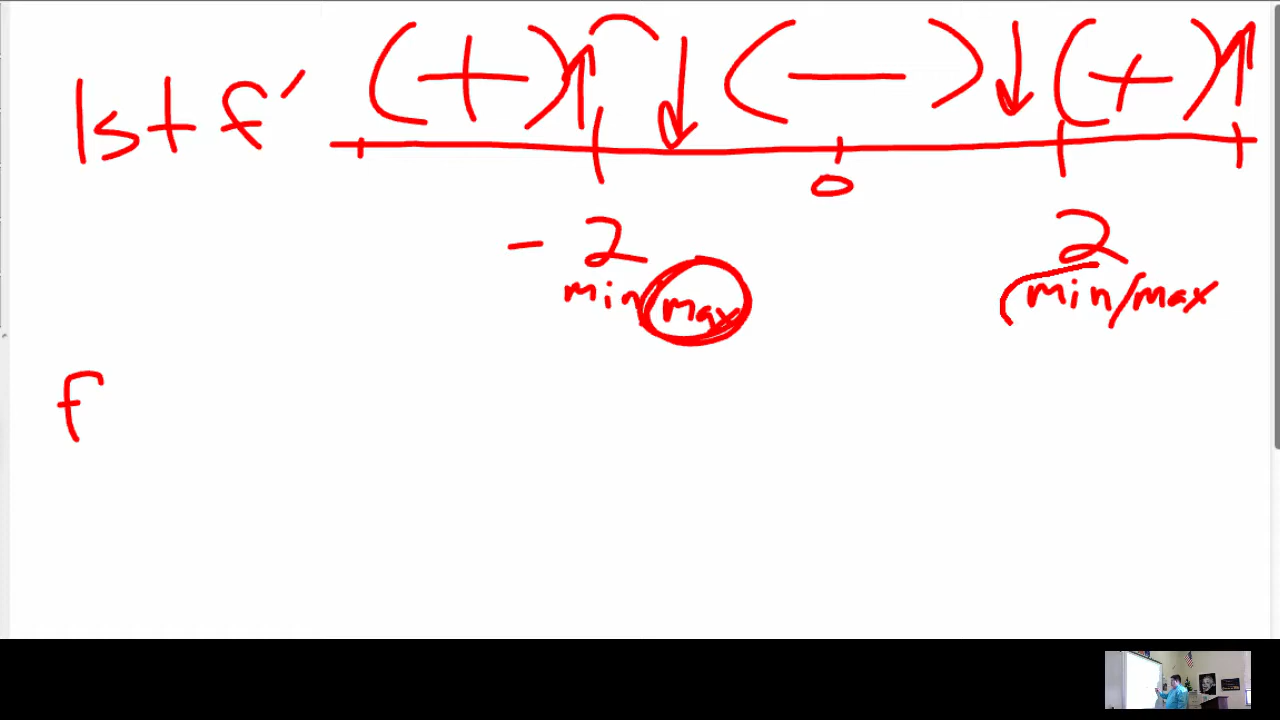 1st f' (+) ↑ ↓ (—) ↓ (+) ↑
0
-2 2
min max min/max
f